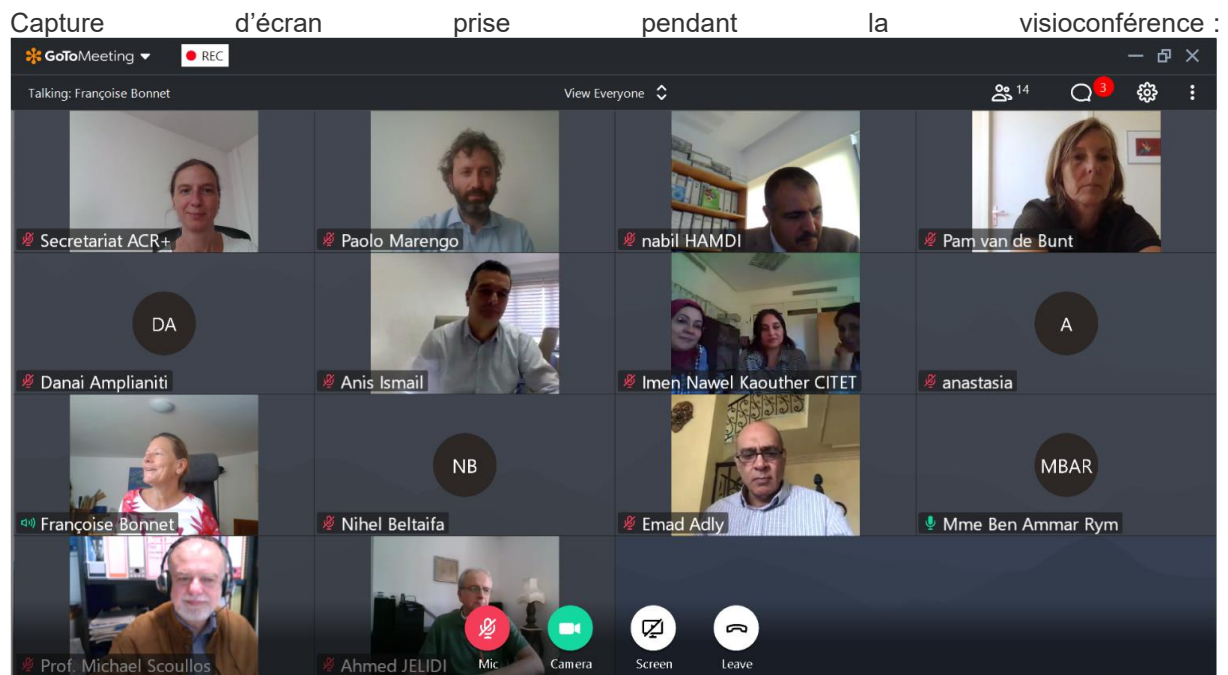 Capture d’écran prise pendant la visioconférence :
GoToMeeting REC
Talking: Françoise Bonnet View Everyone 14 3
Secretariat ACR+ Paolo Marengo nabil HAMDI Pam van de Bunt
DA A
Danai Amplianiti Anis Ismail Imen Nawel Kaouther CITET anastasia
NB MBAR
Françoise Bonnet Nihel Beltaifa Emad Adly Mme Ben Ammar Rym
Prof. Michael Scoullos Ahmed JELIDI Mic Camera Screen Leave